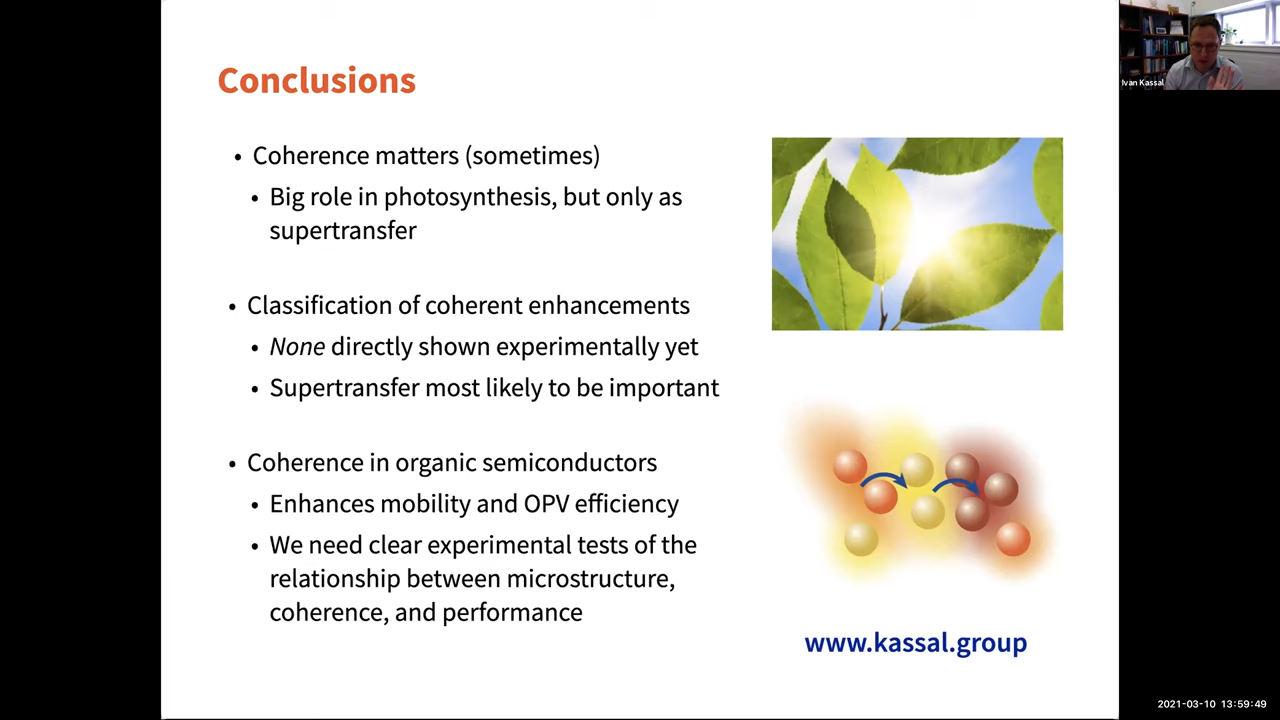 Conclusions
• Coherence matters (sometimes)
• Big role in photosynthesis, but only as
supertransfer
• Classification of coherent enhancements
• None directly shown experimentally yet
• Supertransfer most likely to be important
• Coherence in organic semiconductors
• Enhances mobility and OPV efficiency
• We need clear experimental tests of the
relationship between microstructure,
coherence, and performance
www.kassal.group
Ivan Kassal
2021-03-10 13:59:49